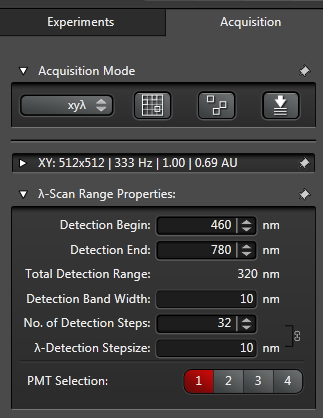 Experiments Acquisition
Acquisition Mode
xyλ
XY: 512x512 | 333 Hz | 1.00 | 0.69 AU
λ-Scan Range Properties:
Detection Begin: 460 nm
Detection End: 780 nm
Total Detection Range: 320 nm
Detection Band Width: 10 nm
No. of Detection Steps: 32
λ-Detection Stepsize: 10 nm
PMT Selection: 1 2 3 4